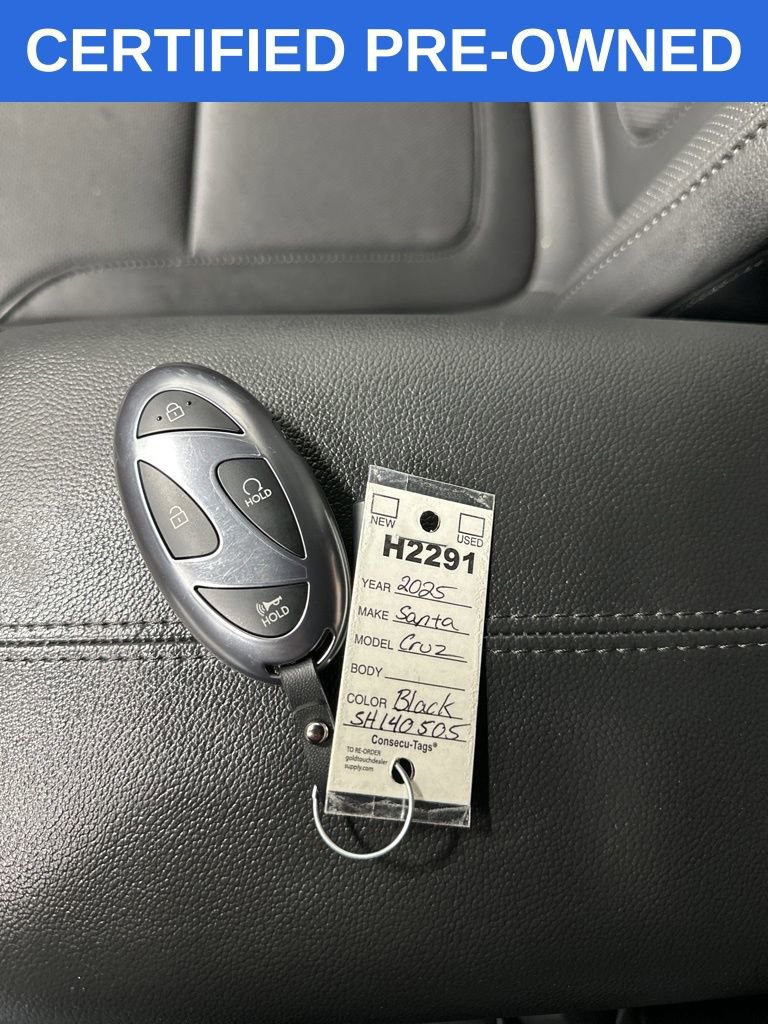 CERTIFIED PRE-OWNED
HOLD
HOLD
NEW USED
H2291
YEAR 2025
MAKE Santa
MODEL Cruz
BODY
COLOR Black
SH140505
Consecu-Tags®
TO RE-ORDER
goldtouchdealer
supply.com